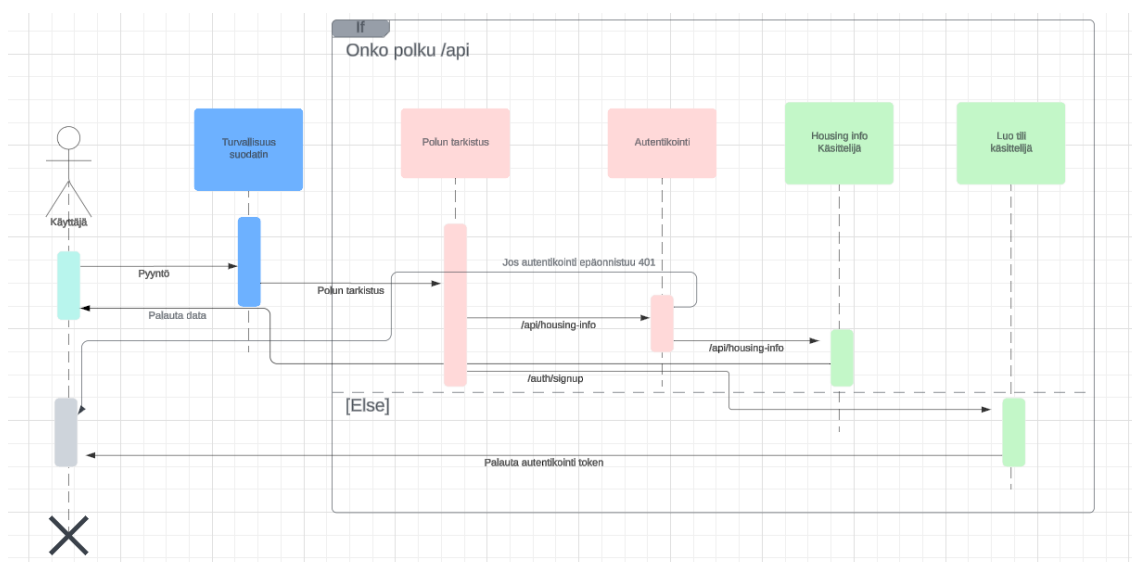 If
Onko polku /api
Turvallisuus
suodatin
Polun tarkistus
Autentikointi
Housing info
Käsittelijä
Luo tili
käsittelijä
Käyttäjä
Pyyntö
Jos autentikointi epäonnistuu 401
Polun tarkistus
Palauta data
/api/housing-info
/api/housing-info
/auth/signup
[Else]
Palauta autentikointi token